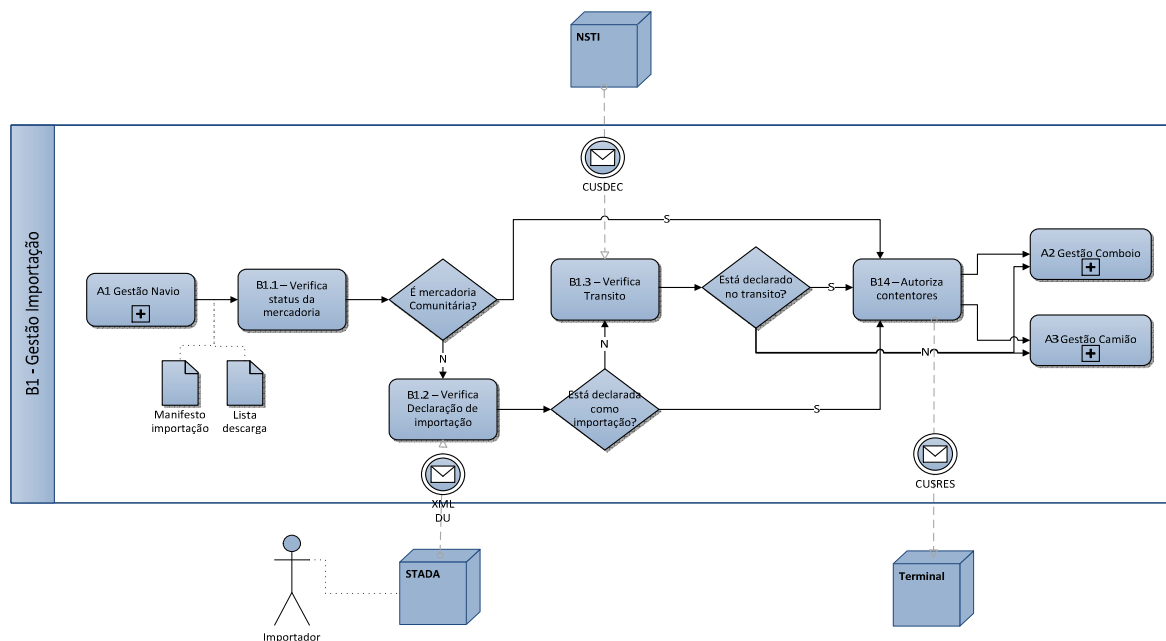 NSTI
CUSDEC
B1 - Gestão Importação
S
A1 Gestão Navio
B1.1 – Verifica
status da
mercadoria
É mercadoria
Comunitária?
B1.3 – Verifica
Transito
Está declarado
no transito?
S
B14 – Autoriza
contentores
A2 Gestão Comboio
A3 Gestão Camião
N
N
N
Manifesto
importação
Lista
descarga
B1.2 – Verifica
Declaração de
importação
Está declarada
como
importação?
S
XML
DU
CUSRES
STADA
Terminal
Importador